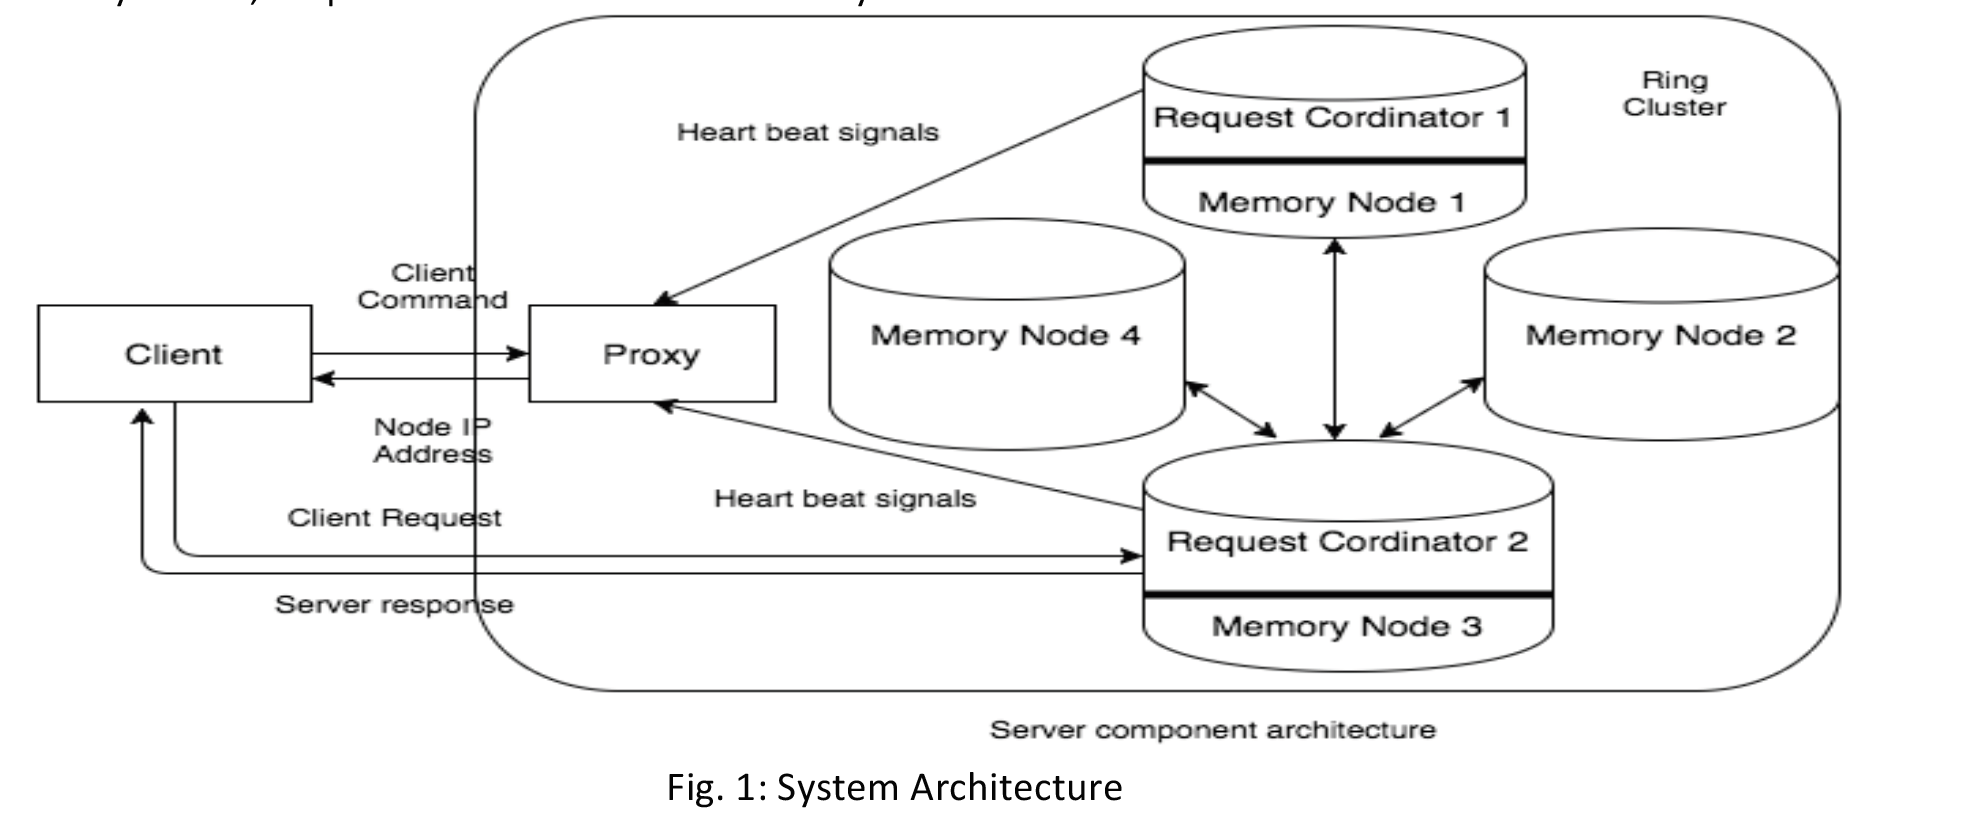 Heart beat signals
Request Cordinator 1
Memory Node 1
Ring
Cluster
Client
Command
Client
Proxy
Memory Node 4
Memory Node 2
Node IP
Address
Heart beat signals
Client Request
Request Cordinator 2
Server response
Memory Node 3
Server component architecture
Fig. 1: System Architecture